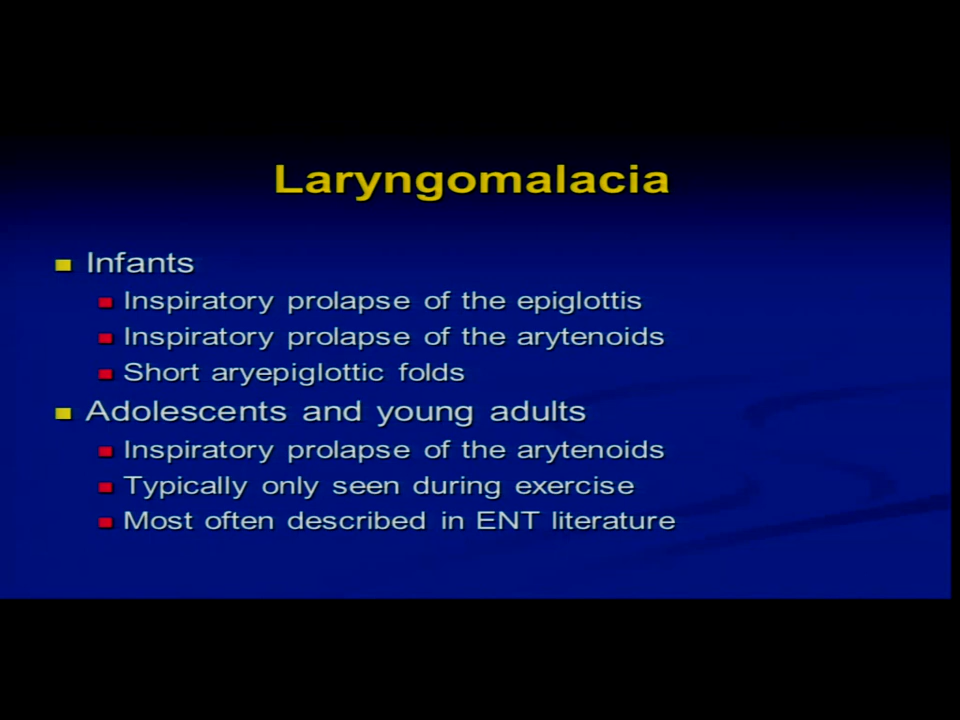 Laryngomalacia
Infants
Inspiratory prolapse of the epiglottis
Inspiratory prolapse of the arytenoids
Short aryepiglottic folds
Adolescents and young adults
Inspiratory prolapse of the arytenoids
Typically only seen during exercise
Most often described in ENT literature